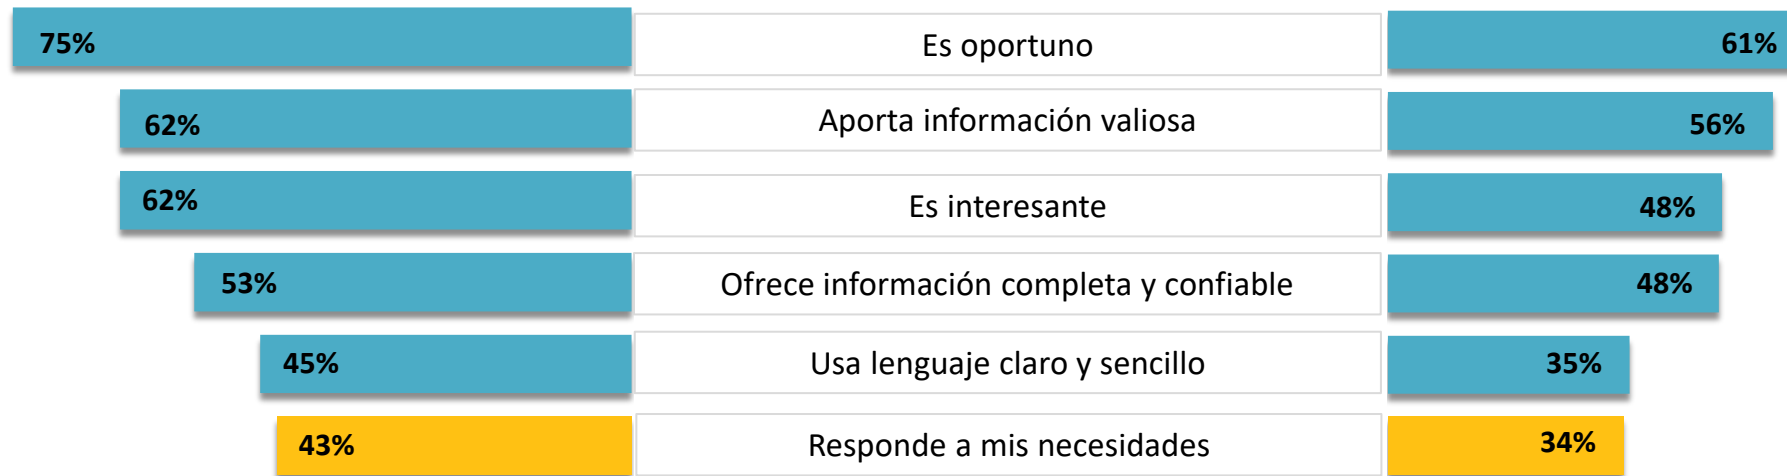 75% Es oportuno 61%
62% Aporta información valiosa 56%
62% Es interesante 48%
53% Ofrece información completa y confiable 48%
45% Usa lenguaje claro y sencillo 35%
43% Responde a mis necesidades 34%